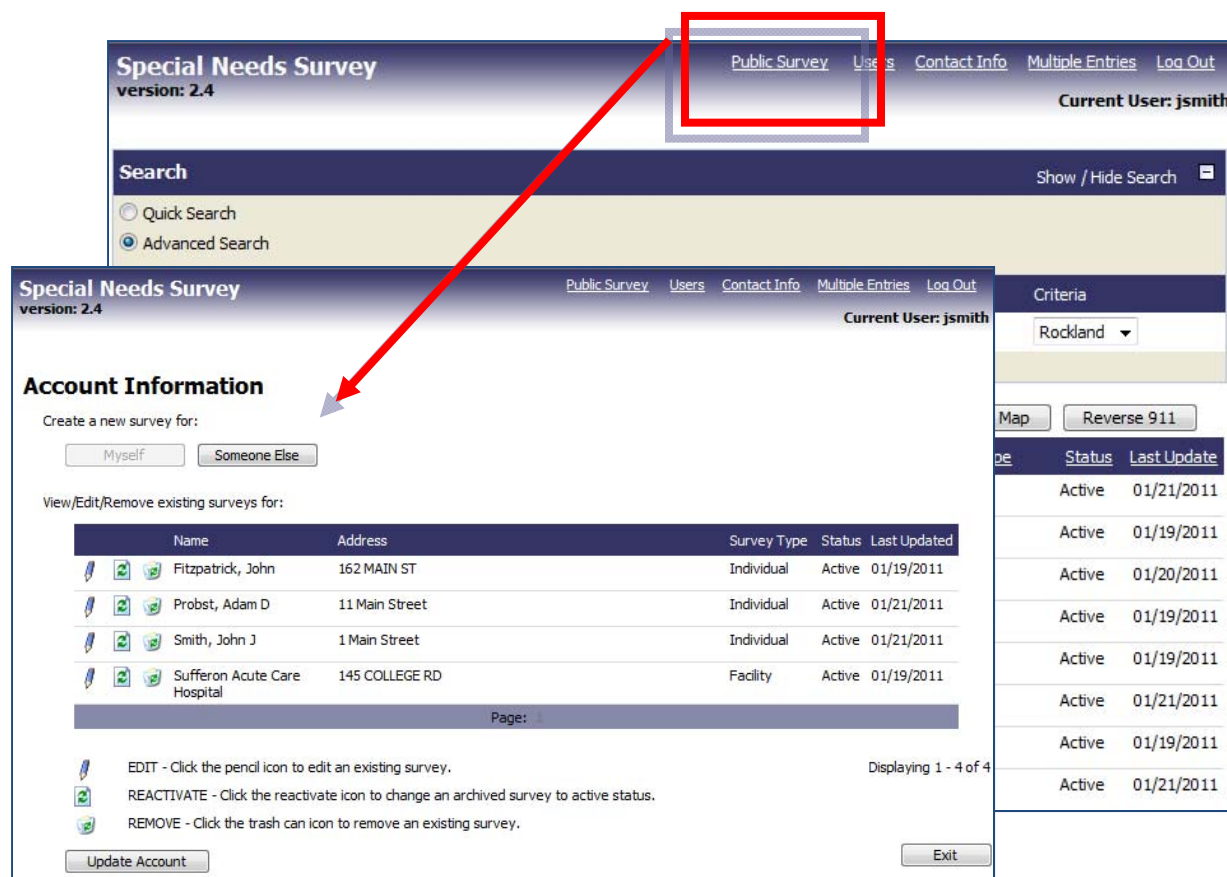 Special Needs Survey
version: 2.4
Public Survey Users Contact Info Multiple Entries Log Out
Current User: jsmith
Search
Show / Hide Search
Quick Search
Advanced Search
Criteria
Rockland
Map Reverse 911
pe Status Last Update
Active 01/21/2011
Active 01/19/2011
Active 01/20/2011
Active 01/19/2011
Active 01/19/2011
Active 01/21/2011
Active 01/19/2011
Active 01/21/2011
Special Needs Survey
version: 2.4
Public Survey Users Contact Info Multiple Entries Log Out
Current User: jsmith
Account Information
Create a new survey for:
Myself Someone Else
View/Edit/Remove existing surveys for:
Name Address Survey Type Status Last Updated
Fitzpatrick, John 162 MAIN ST Individual Active 01/19/2011
Probst, Adam D 11 Main Street Individual Active 01/21/2011
Smith, John J 1 Main Street Individual Active 01/21/2011
Sufferon Acute Care 145 COLLEGE RD Facility Active 01/19/2011
Hospital
Page: 1
EDIT - Click the pencil icon to edit an existing survey.
Displaying 1 - 4 of 4
REACTIVATE - Click the reactivate icon to change an archived survey to active status.
REMOVE - Click the trash can icon to remove an existing survey.
Update Account Exit